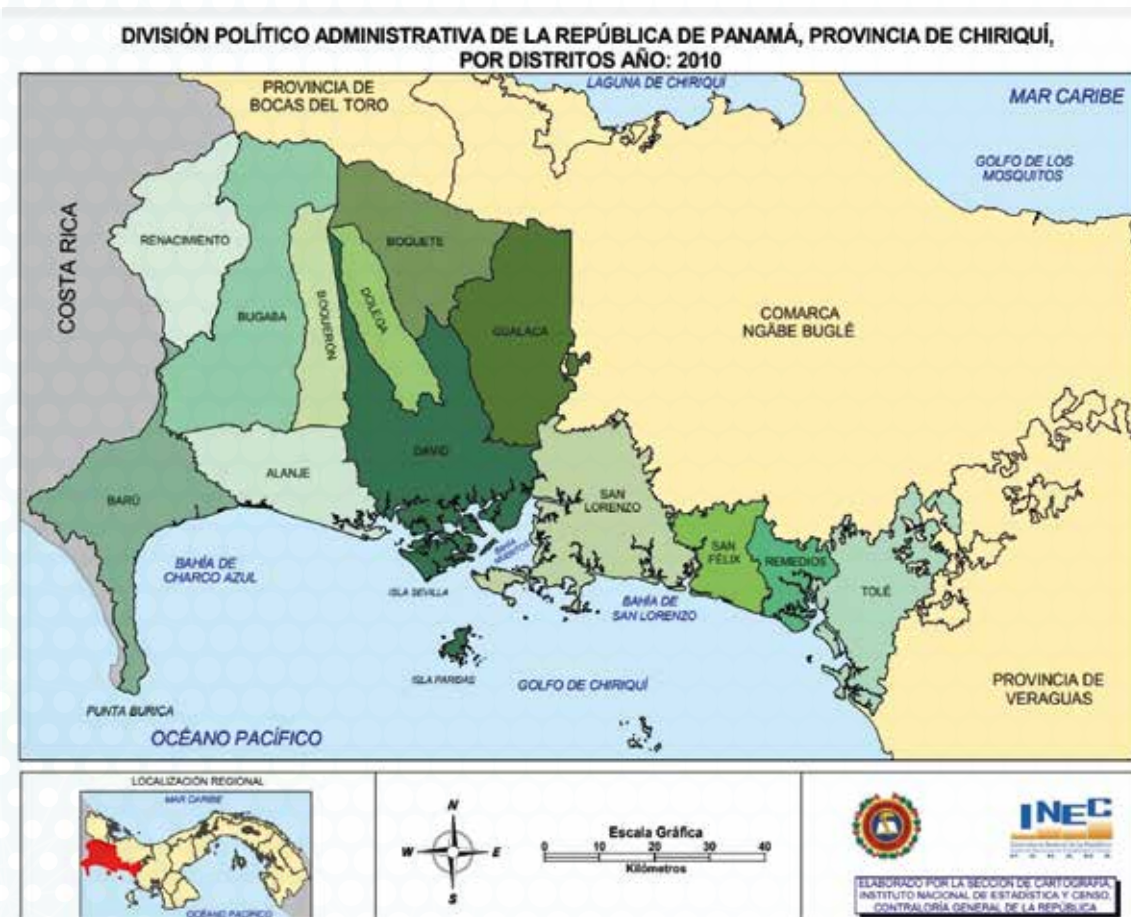 DIVISIÓN POLÍTICO ADMINISTRATIVA DE LA REPÚBLICA DE PANAMÁ, PROVINCIA DE CHIRIQUÍ,
POR DISTRITOS AÑO: 2010
PROVINCIA DE
BOCAS DEL TORO
LAGUNA DE CHIRIQUÍ
MAR CARIBE
GOLFO DE LOS
MOSQUITOS
COSTA RICA
RENACIMIENTO
BUGABA
BOQUERÓN
DOLEGA
BOQUETE
GUALACA
COMARCA
NGÄBE BUGLÉ
BARÚ
ALANJE
DAVID
SAN
LORENZO
SAN
FÉLIX
REMEDIOS
TOLÉ
BAHÍA DE
CHARCO AZUL
ISLA SEVILLA
BAHÍA
MUERTOS
BAHÍA DE
SAN LORENZO
ISLA PARIDAS
GOLFO DE CHIRIQUÍ
PROVINCIA DE
VERAGUAS
PUNTA BURICA
OCÉANO PACÍFICO
LOCALIZACIÓN REGIONAL
MAR CARIBE
OCÉANO PACÍFICO
N
W
E
S
Escala Gráfica
0 10 20 30 40
Kilómetros
INEC
ELABORADO POR LA SECCIÓN DE CARTOGRAFÍA,
INSTITUTO NACIONAL DE ESTADÍSTICA Y CENSO,
CONTRALORÍA GENERAL DE LA REPÚBLICA